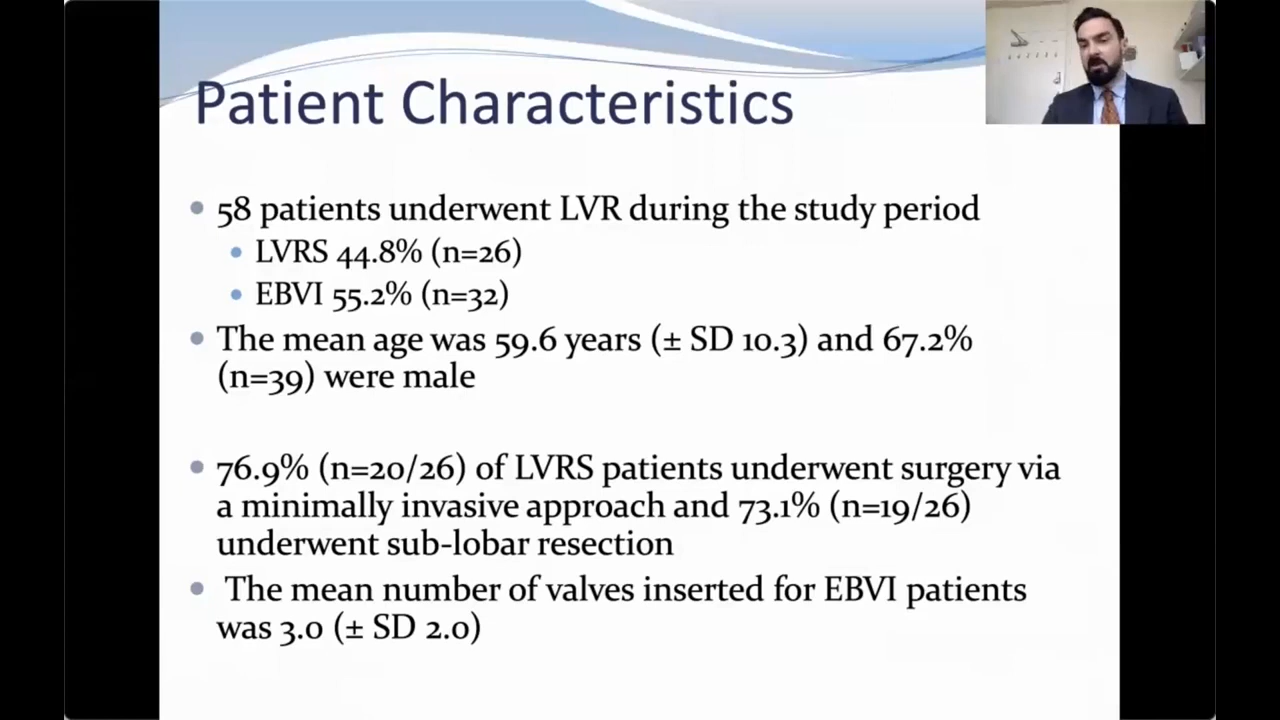 Patient Characteristics
58 patients underwent LVR during the study period
LVRS 44.8% (n=26)
EBVI 55.2% (n=32)
The mean age was 59.6 years (± SD 10.3) and 67.2%
(n=39) were male
76.9% (n=20/26) of LVRS patients underwent surgery via
a minimally invasive approach and 73.1% (n=19/26)
underwent sub-lobar resection
The mean number of valves inserted for EBVI patients
was 3.0 (± SD 2.0)